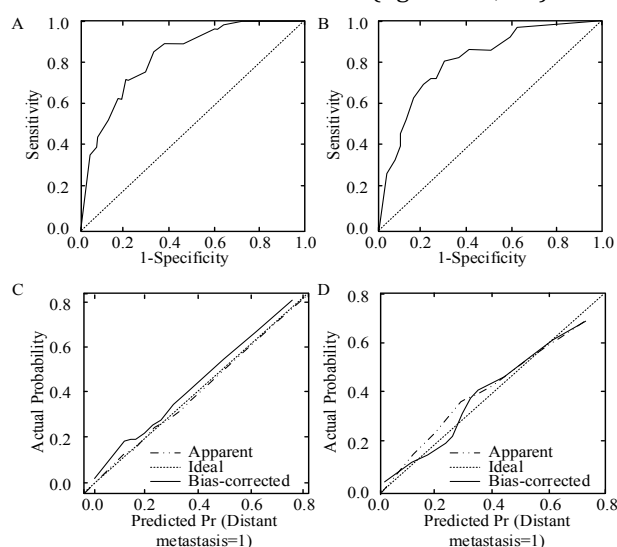 A
1.0
0.8
0.6
0.4
0.2
0.0
Sensitivity
0.0 0.2 0.4 0.6 0.8 1.0
1-Specificity
B
1.0
0.8
0.6
0.4
0.2
0.0
Sensitivity
0.0 0.2 0.4 0.6 0.8 1.0
1-Specificity
C
0.8
0.6
0.4
0.2
0.0
Actual Probability
Apparent
Ideal
Bias-corrected
0.0 0.2 0.4 0.6 0.8
Predicted Pr (Distant
metastasis=1)
D
0.8
0.6
0.4
0.2
0.0
Actual Probability
Apparent
Ideal
Bias-corrected
0.0 0.2 0.4 0.6 0.8
Predicted Pr (Distant
metastasis=1)